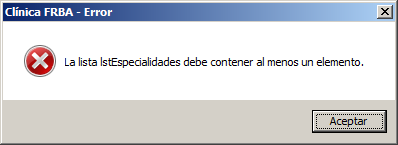 Clínica FRBA - Error
La lista lstEspecialidades debe contener al menos un elemento.
Aceptar